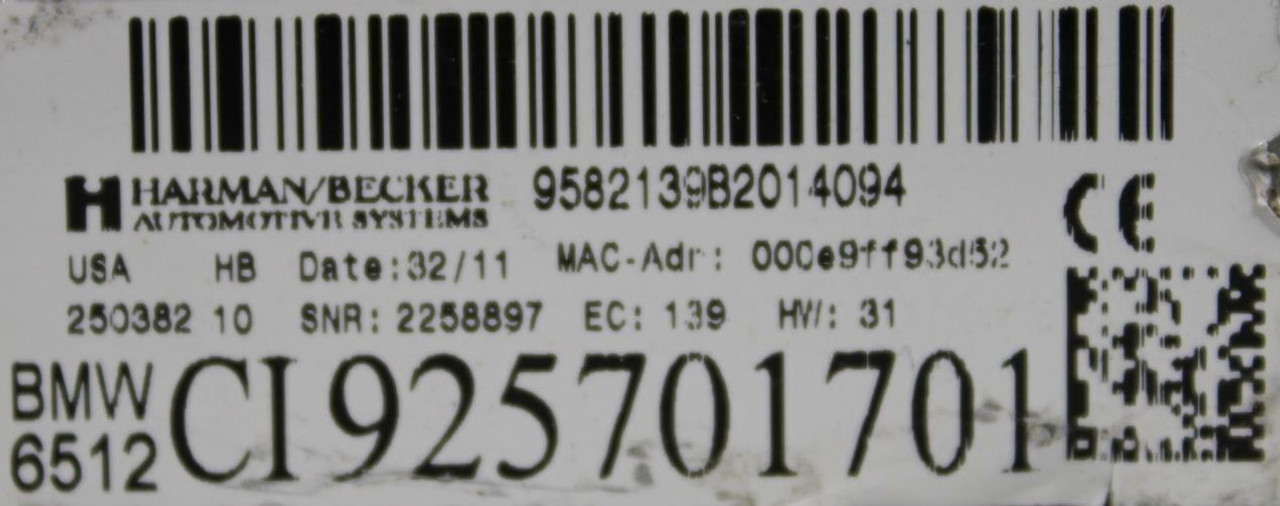 HARMAN/BECKER
AUTOMOTIVE SYSTEMS
9582139B2014094
CE
USA HB Date:32/11 MAC-Adr: 000e9ff93d52
250382 10 SNR: 2258897 EC: 139 HW: 31
BMW
6512
CI925701701